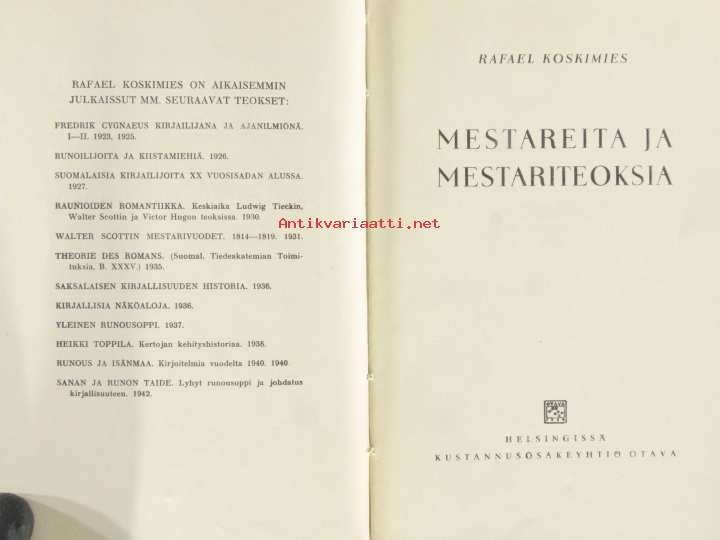 RAFAEL KOSKIMIES ON AIKAISEMMIN
JULKAISSUT MM. SEURAAVAT TEOKSET:
FREDRIK CYGNAEUS KIRJAILIJANA JA AJANILMIÖNÄ.
I—II. 1923, 1925.
RUNOILIJOITA JA KIISTAMIEHIÄ. 1926.
SUOMALAISIA KIRJAILIJOITA XX VUOSISADAN ALUSSA.
1927.
RAUNIOIDEN ROMANTIIKKA. Keskiaika Ludwig Tieckin,
Walter Scottin ja Victor Hugon teoksissa. 1930.
WALTER SCOTTIN MESTARIVUODET. 1814—1819. 1931.
THEORIE DES ROMANS. (Suomal. Tiedeakatemian Toimi-
tuksia, B. XXXV.) 1935.
SAKSALAISEN KIRJALLISUUDEN HISTORIA. 1936.
KIRJALLISIA NÄKÖALOJA. 1936.
YLEINEN RUNOUSOPPI. 1937.
HEIKKI TOPPILA. Kertojan kehityshistoriaa. 1938.
RUNOUS JA ISÄNMAA. Kirjoitelmia vuodelta 1940. 1940.
SANAN JA RUNON TAIDE. Lyhyt runousoppi ja johdatus
kirjallisuuteen. 1942.
Antikvariaatti.net
RAFAEL KOSKIMIES
MESTAREITA JA
MESTARITEOKSIA
OTAVA
HELSINGISSÄ
KUSTANNUSOSAKEYHTIÖ OTAVA